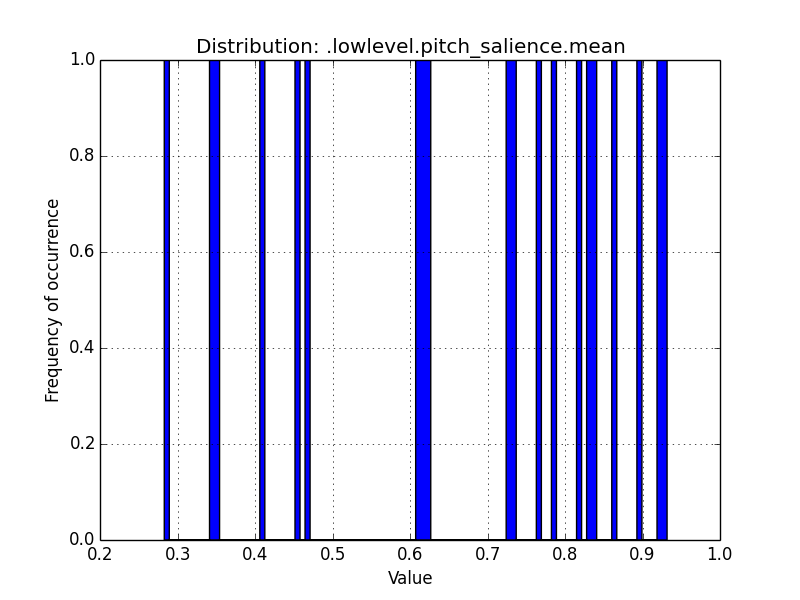 Distribution: .lowlevel.pitch_salience.mean
1.0
0.8
0.6
0.4
0.2
0.0
Frequency of occurrence
0.2 0.3 0.4 0.5 0.6 0.7 0.8 0.9 1.0
Value